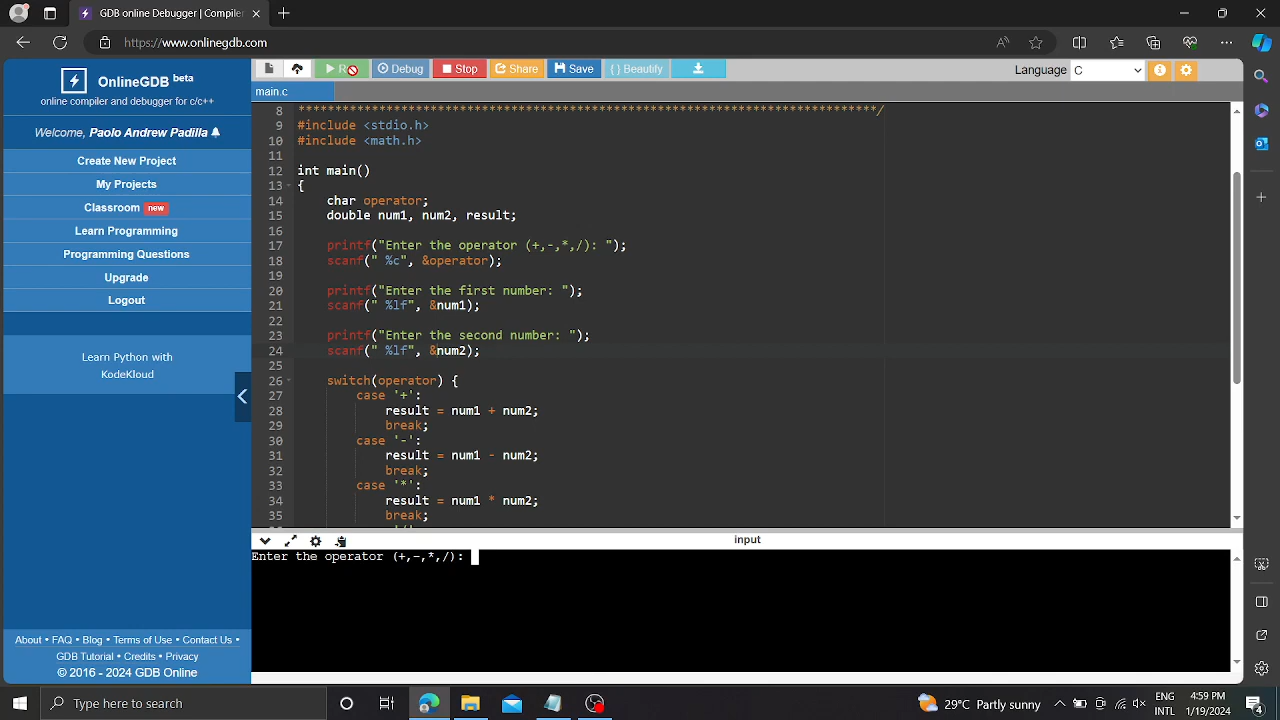 OnlineGDB Debugger | Compiler
https://www.onlinegdb.com
OnlineGDB beta
online compiler and debugger for c/c++
Welcome, Paolo Andrew Padilla
Create New Project
My Projects
Classroom new
Learn Programming
Programming Questions
Upgrade
Logout
Learn Python with
KodeKloud
About • FAQ • Blog • Terms of Use • Contact Us •
GDB Tutorial • Credits • Privacy
© 2016 - 2024 GDB Online
Debug Stop Share Save { } Beautify Language C
main.c
8 *******************************************************************************/
9 #include <stdio.h>
10 #include <math.h>
11
12 int main()
13 {
14 char operator;
15 double num1, num2, result;
16
17 printf("Enter the operator (+,-,*,/): ");
18 scanf(" %c", &operator);
19
20 printf("Enter the first number: ");
21 scanf(" %lf", &num1);
22
23 printf("Enter the second number: ");
24 scanf(" %lf", &num2);
25
26 switch(operator) {
27 case '+':
28 result = num1 + num2;
29 break;
30 case '-':
31 result = num1 - num2;
32 break;
33 case '*':
34 result = num1 * num2;
35 break;
input
Enter the operator (+,-,*,/):
Type here to search
29°C Partly sunny
ENG
INTL
4:59 PM
1/19/2024